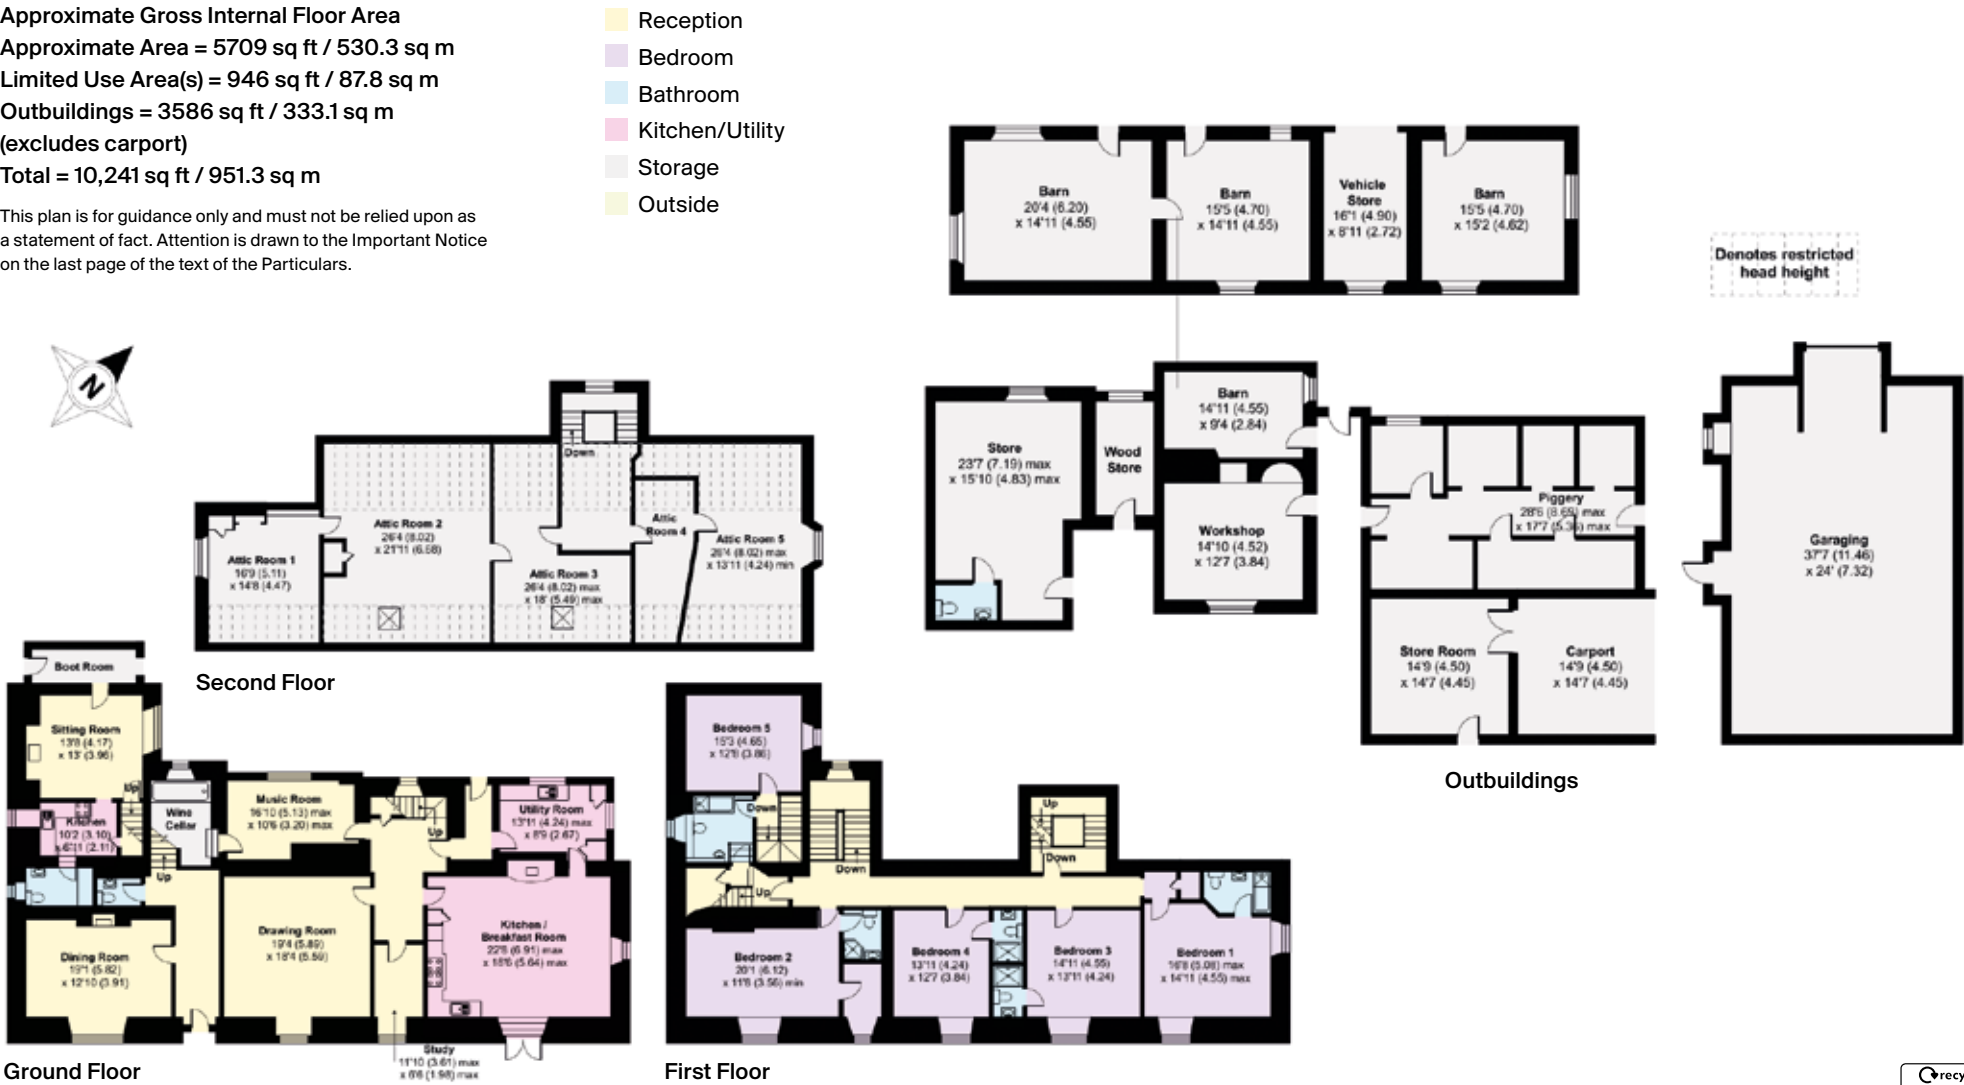 Approximate Gross Internal Floor Area
Approximate Area = 5709 sq ft / 530.3 sq m
Limited Use Area(s) = 946 sq ft / 87.8 sq m
Outbuildings = 3586 sq ft / 333.1 sq m
(excludes carport)
Total = 10,241 sq ft / 951.3 sq m
This plan is for guidance only and must not be relied upon as
a statement of fact. Attention is drawn to the Important Notice
on the last page of the text of the Particulars.
Reception
Bedroom
Bathroom
Kitchen/Utility
Storage
Outside
Barn
20'4 (6.20)
x 14'11 (4.55)
Barn
15'5 (4.70)
x 14'11 (4.55)
Vehicle
Store
16'1 (4.90)
x 8'11 (2.72)
Barn
15'5 (4.70)
x 15'2 (4.62)
Denotes restricted
head height
N
Down
Attic Room 1
16'9 (5.11)
x 14'8 (4.47)
Attic Room 2
26'4 (8.02)
x 21'11 (6.68)
Attic Room 3
26'4 (8.02) max
x 18' (5.49) max
Attic
Room 4
Attic Room 5
26'4 (8.02) max
x 13'11 (4.24) min
Second Floor
Store
23'7 (7.19) max
x 15'10 (4.83) max
Wood
Store
Barn
14'11 (4.55)
x 9'4 (2.84)
Workshop
14'10 (4.52)
x 12'7 (3.84)
Piggery
28'6 (8.69) max
x 17'7 (5.36) max
Store Room
14'9 (4.50)
x 14'7 (4.45)
Carport
14'9 (4.50)
x 14'7 (4.45)
Garaging
37'7 (11.46)
x 24' (7.32)
Outbuildings
Boot Room
Sitting Room
13'8 (4.17)
x 13' (3.96)
Up
Kitchen
10'2 (3.10)
x 6'11 (2.11)
Wine
Cellar
Up
Music Room
16'10 (5.13) max
x 10'6 (3.20) max
Up
Utility Room
13'11 (4.24) max
x 8'9 (2.67)
Dining Room
19'1 (5.82)
x 12'10 (3.91)
Drawing Room
19'4 (5.89)
x 18'4 (5.59)
Kitchen /
Breakfast Room
22'8 (6.91) max
x 18'6 (5.64) max
Study
11'10 (3.61) max
x 6'6 (1.98) max
Ground Floor
Bedroom 5
15'3 (4.65)
x 12'8 (3.86)
Down
Down
Up
Up
Down
Bedroom 2
20'1 (6.12)
x 11'8 (3.56) min
Bedroom 4
13'11 (4.24)
x 12'7 (3.84)
Bedroom 3
14'11 (4.55)
x 13'11 (4.24)
Bedroom 1
16'8 (5.08) max
x 14'11 (4.55) max
First Floor
recy